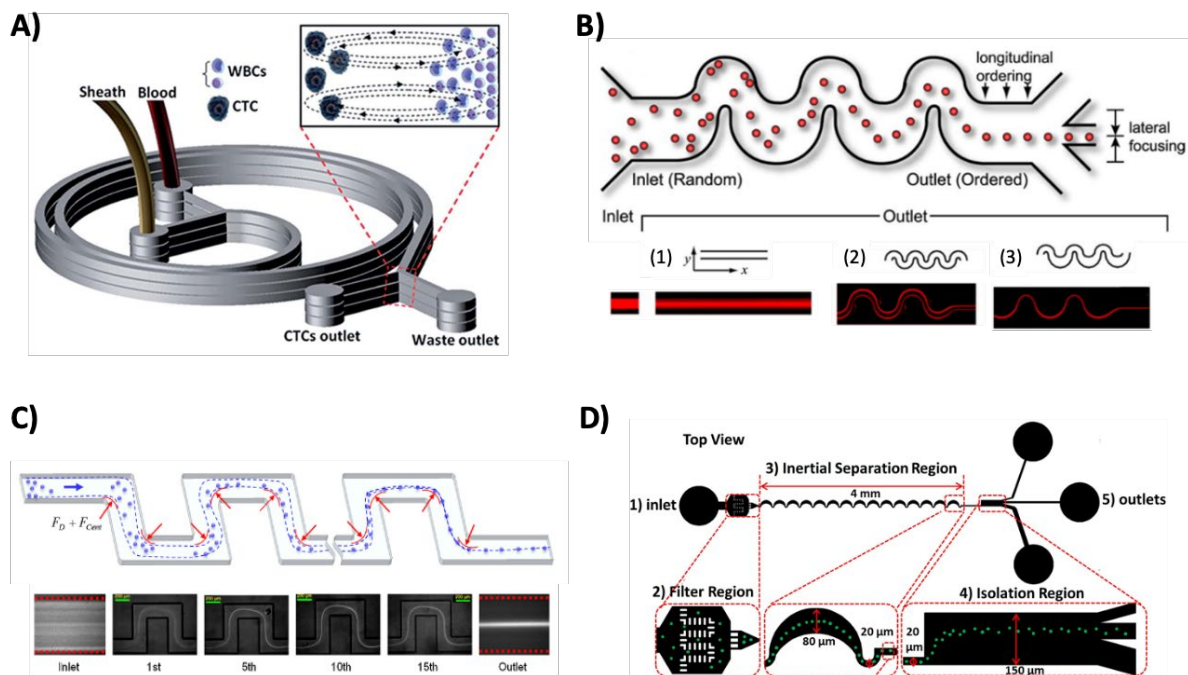 A)
Sheath Blood
WBCs
CTC
CTCs outlet
Waste outlet
B)
longitudinal
ordering
lateral
focusing
Inlet (Random)
Outlet (Ordered)
Inlet
Outlet
(1)
y
x
(2)
(3)
C)
F_D + F_Cent
Inlet
1st
5th
10th
15th
Outlet
D)
Top View
3) Inertial Separation Region
4 mm
1) inlet
5) outlets
2) Filter Region
4) Isolation Region
80 µm
20 µm
20
µm
150 µm